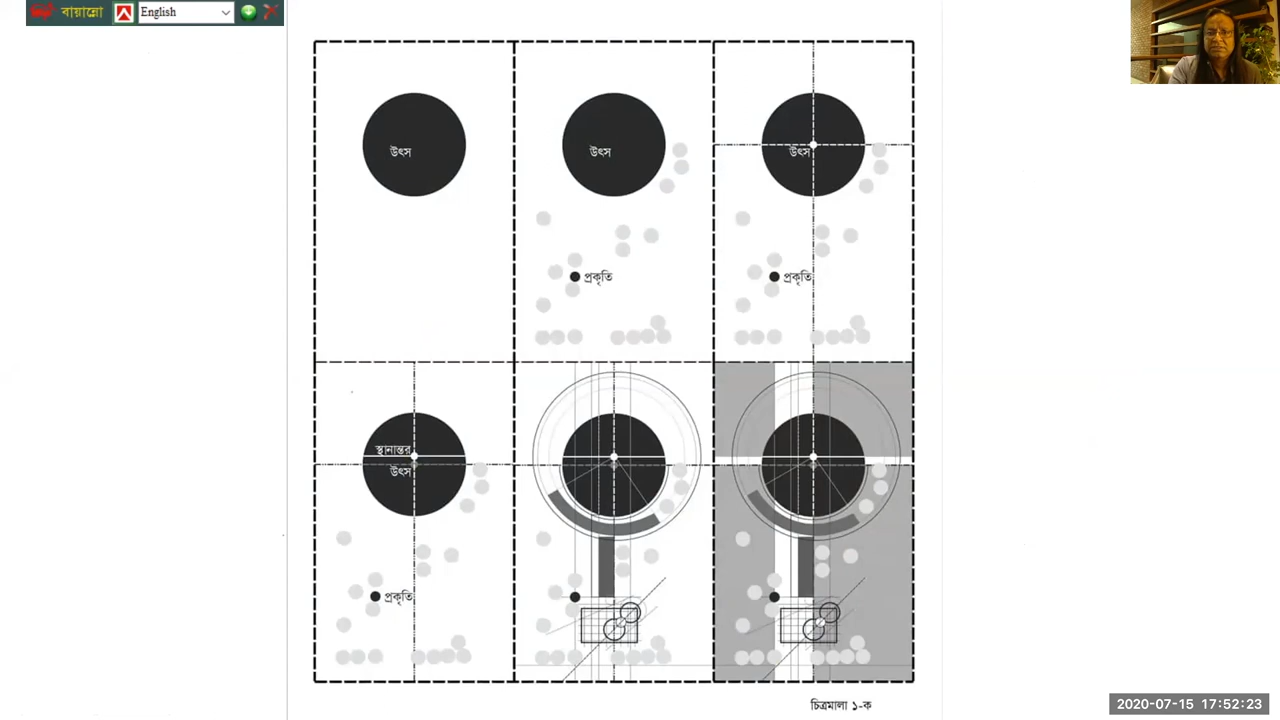 বায়ান্নো English
উৎস
উৎস
উৎস
প্রকৃতি
প্রকৃতি
স্থানান্তর
উৎস
প্রকৃতি
চিত্রমালা ১-ক
2020-07-15 17:52:23